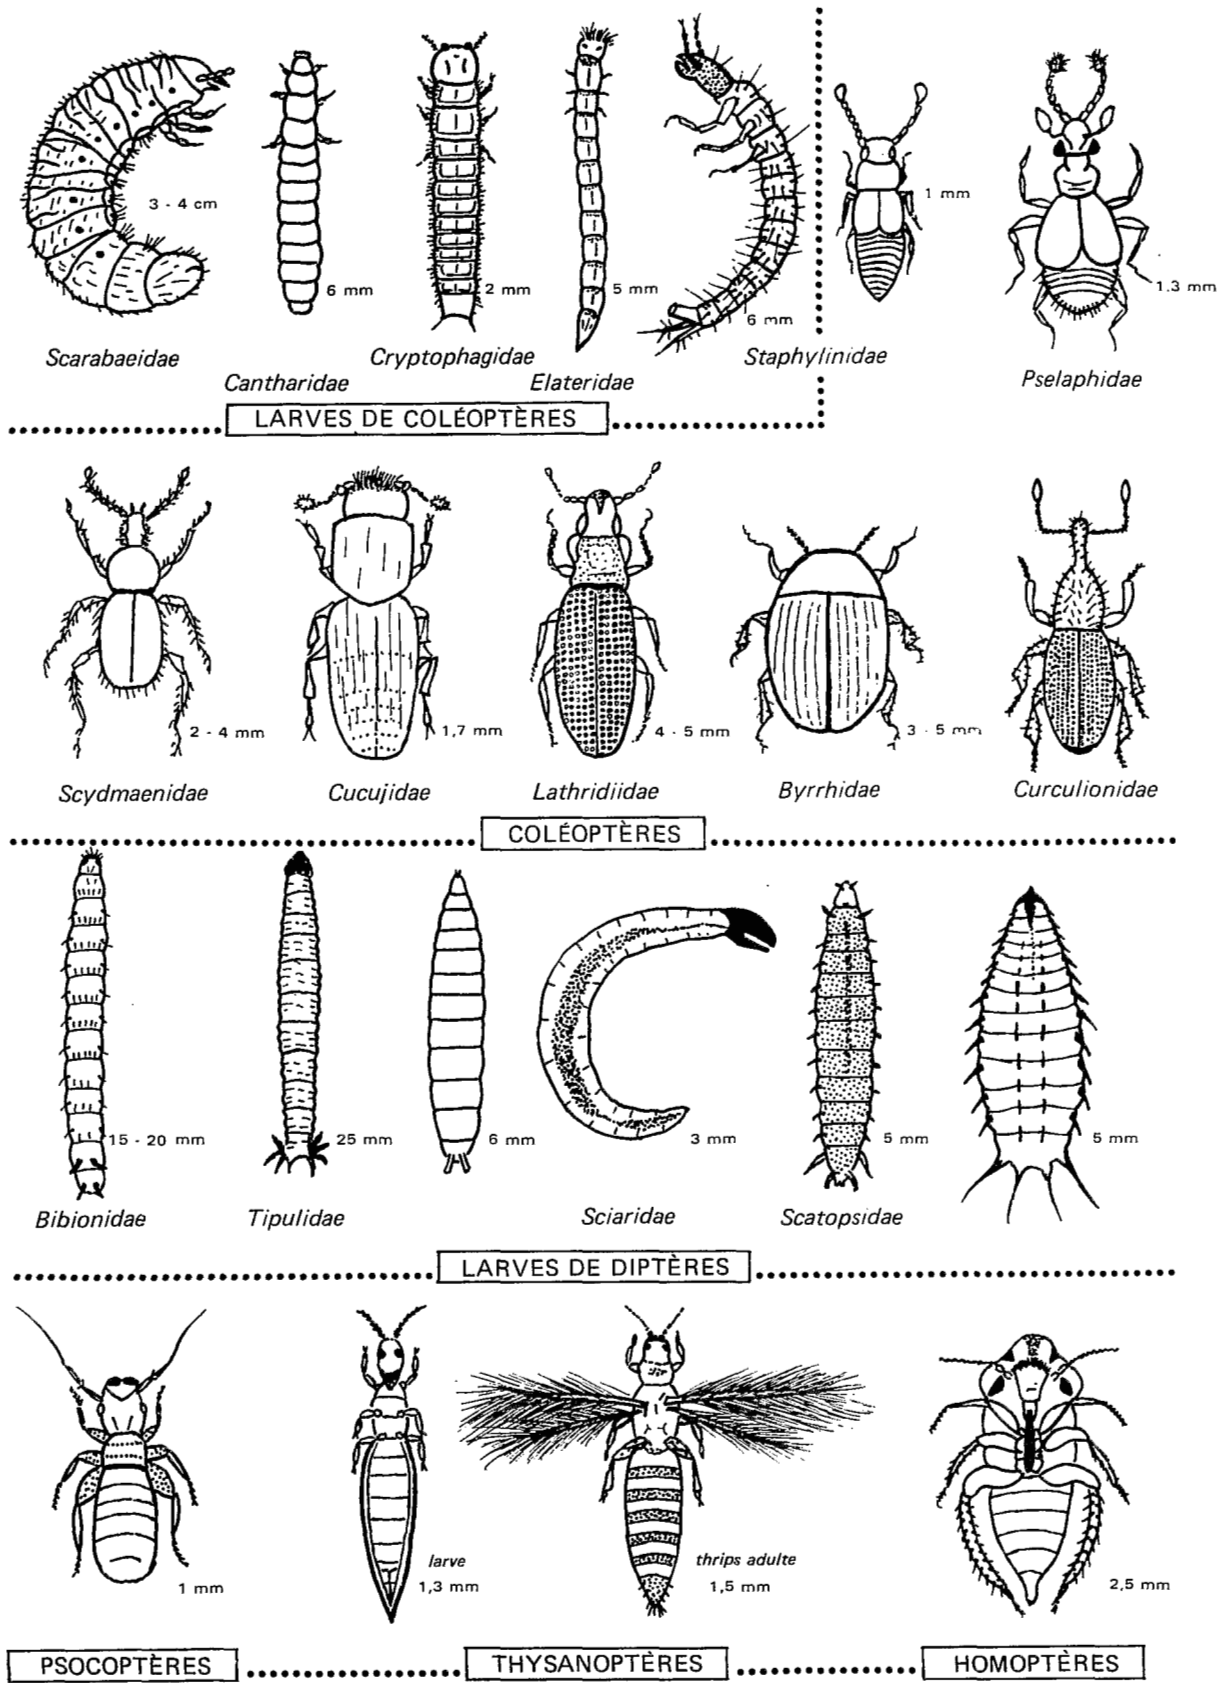 3 - 4 cm
6 mm
2 mm
5 mm
6 mm
1 mm
1.3 mm
Scarabaeidae
Cantharidae
Cryptophagidae
Elateridae
Staphylinidae
Pselaphidae
LARVES DE COLÉOPTÈRES
2 - 4 mm
1,7 mm
4 - 5 mm
3 - 5 mm
Scydmaenidae
Cucujidae
Lathridiidae
Byrrhidae
Curculionidae
COLÉOPTÈRES
15 - 20 mm
25 mm
6 mm
3 mm
5 mm
5 mm
Bibionidae
Tipulidae
Sciaridae
Scatopsidae
LARVES DE DIPTÈRES
1 mm
larve
1,3 mm
thrips adulte
1,5 mm
2,5 mm
PSOCOPTÈRES
THYSANOPTÈRES
HOMOPTÈRES